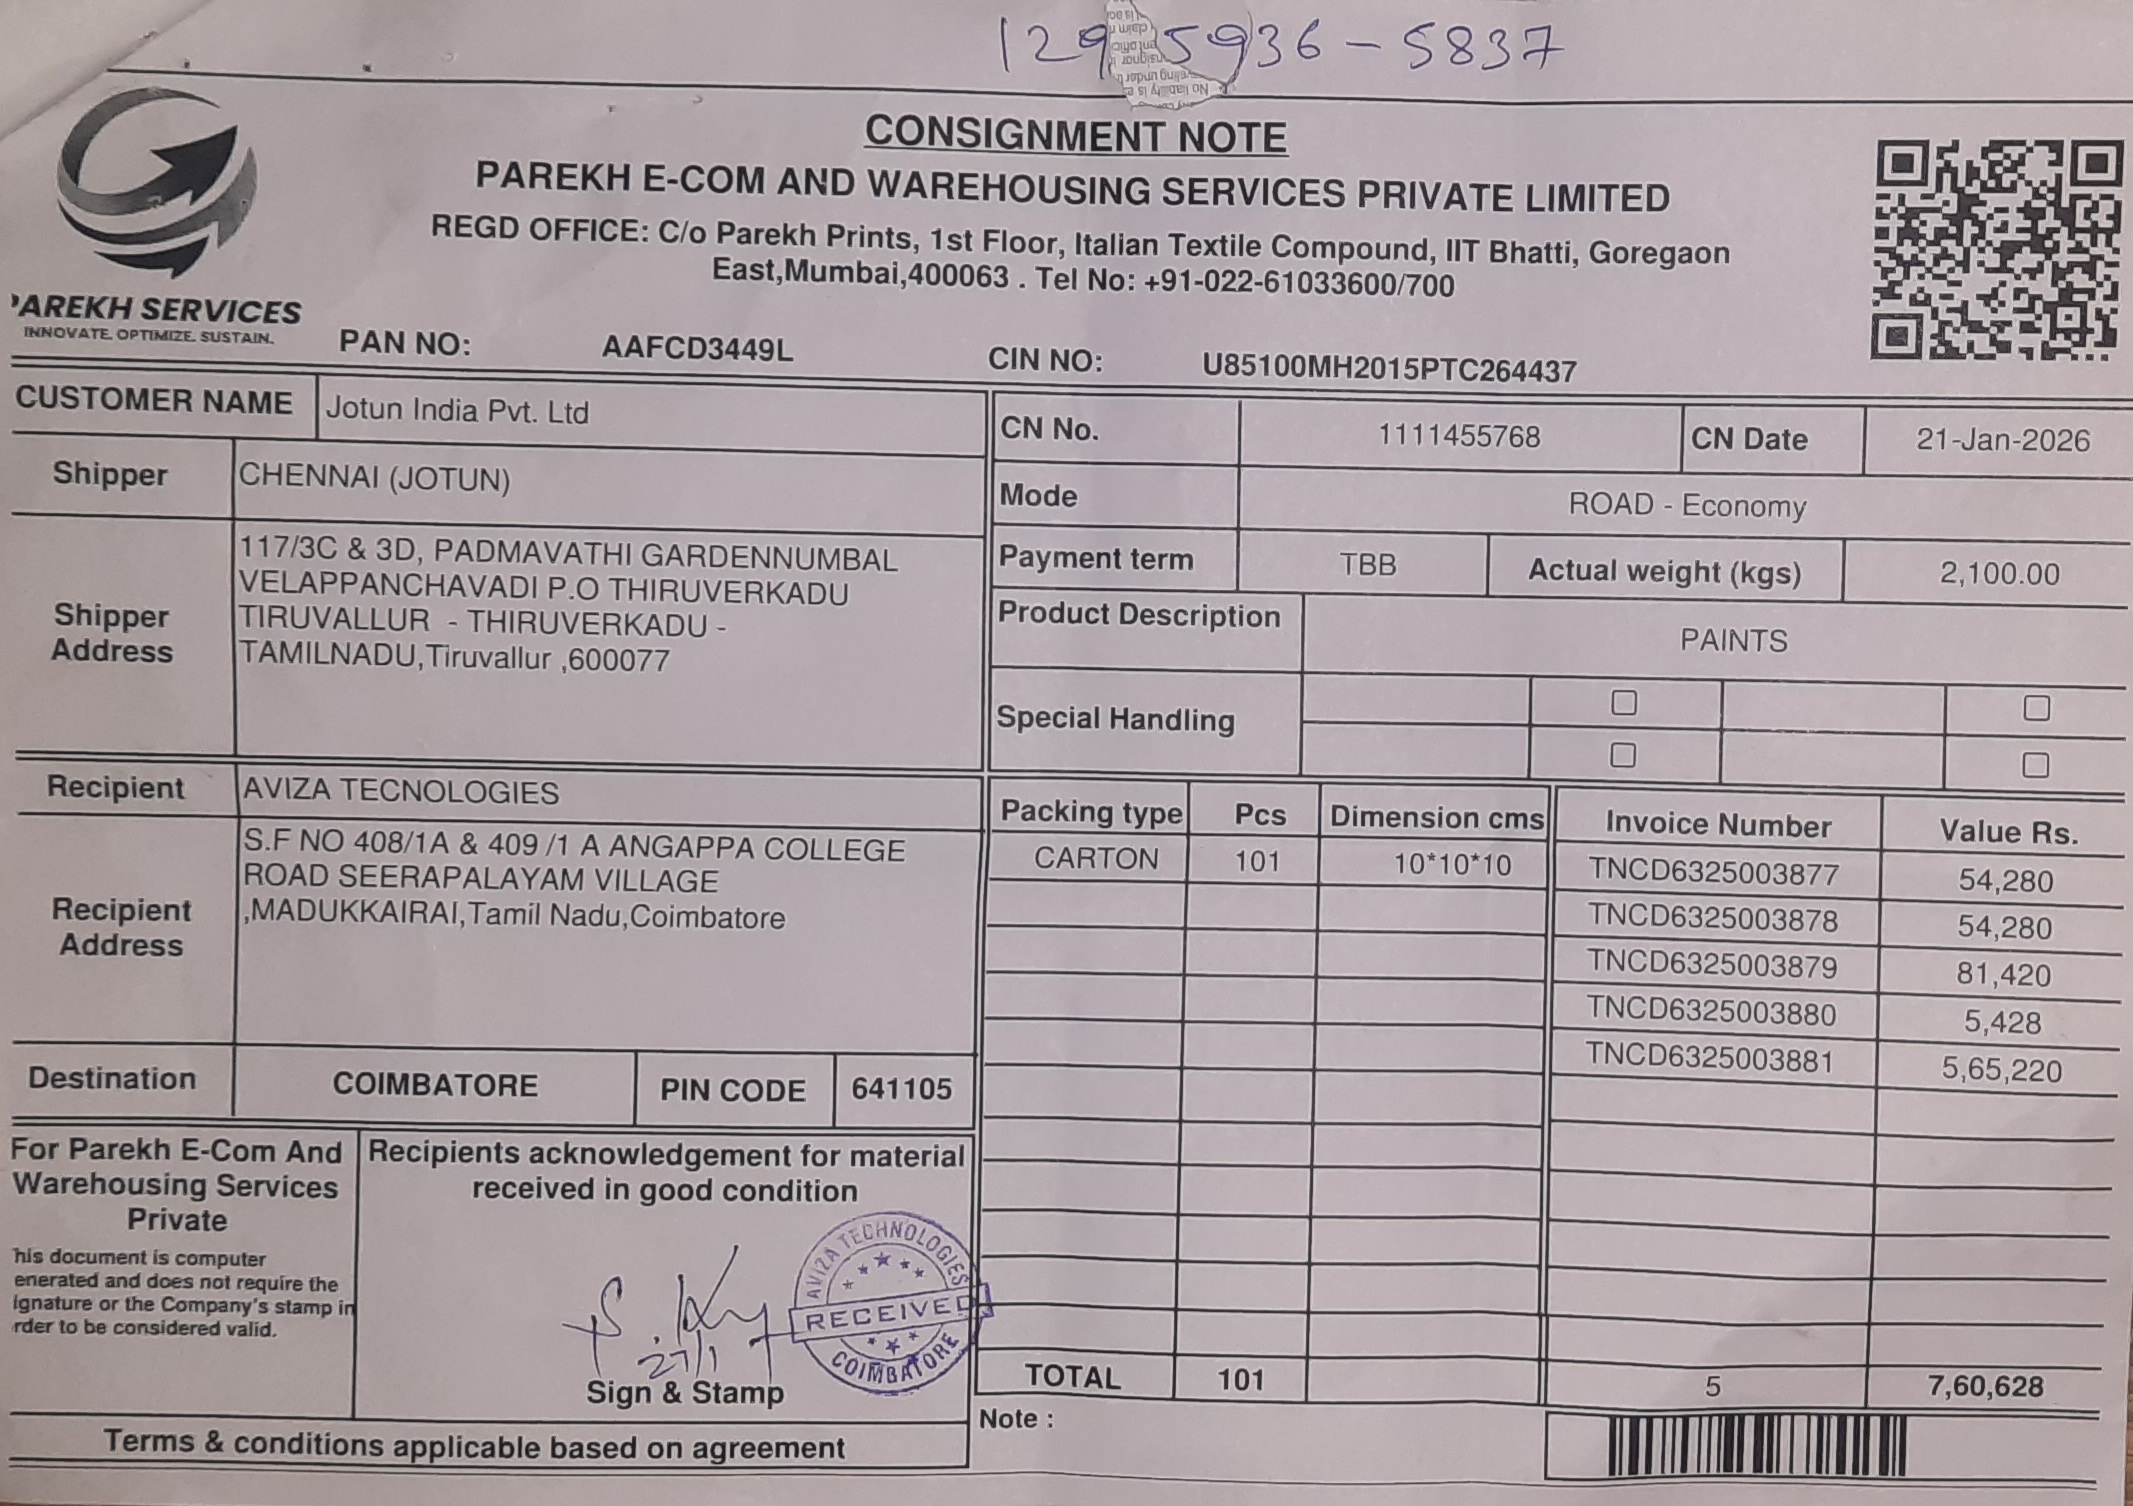 129 5936-5837
CONSIGNMENT NOTE
PAREKH E-COM AND WAREHOUSING SERVICES PRIVATE LIMITED
REGD OFFICE: C/o Parekh Prints, 1st Floor, Italian Textile Compound, IIT Bhatti, Goregaon
East,Mumbai,400063 . Tel No: +91-022-61033600/700
PAREKH SERVICES
INNOVATE. OPTIMIZE. SUSTAIN.
PAN NO: AAFCD3449L CIN NO: U85100MH2015PTC264437
CUSTOMER NAME Jotun India Pvt. Ltd
Shipper CHENNAI (JOTUN)
Shipper Address
117/3C & 3D, PADMAVATHI GARDENNUMBAL
VELAPPANCHAVADI P.O THIRUVERKADU
TIRUVALLUR - THIRUVERKADU -
TAMILNADU,Tiruvallur ,600077
Recipient AVIZA TECNOLOGIES
Recipient Address
S.F NO 408/1A & 409 /1 A ANGAPPA COLLEGE
ROAD SEERAPALAYAM VILLAGE
,MADUKKAIRAI,Tamil Nadu,Coimbatore
Destination COIMBATORE PIN CODE 641105
CN No. 1111455768 CN Date 21-Jan-2026
Mode ROAD - Economy
Payment term TBB Actual weight (kgs) 2,100.00
Product Description PAINTS
Special Handling
Packing type Pcs Dimension cms Invoice Number Value Rs.
CARTON 101 10*10*10 TNCD6325003877 54,280
TNCD6325003878 54,280
TNCD6325003879 81,420
TNCD6325003880 5,428
TNCD6325003881 5,65,220
TOTAL 101 5 7,60,628
Note :
For Parekh E-Com And
Warehousing Services
Private
his document is computer
enerated and does not require the
ignature or the Company's stamp in
rder to be considered valid.
Recipients acknowledgement for material
received in good condition
27/1
AVIZA TECHNOLOGIES
RECEIVED
COIMBATORE
Sign & Stamp
Terms & conditions applicable based on agreement